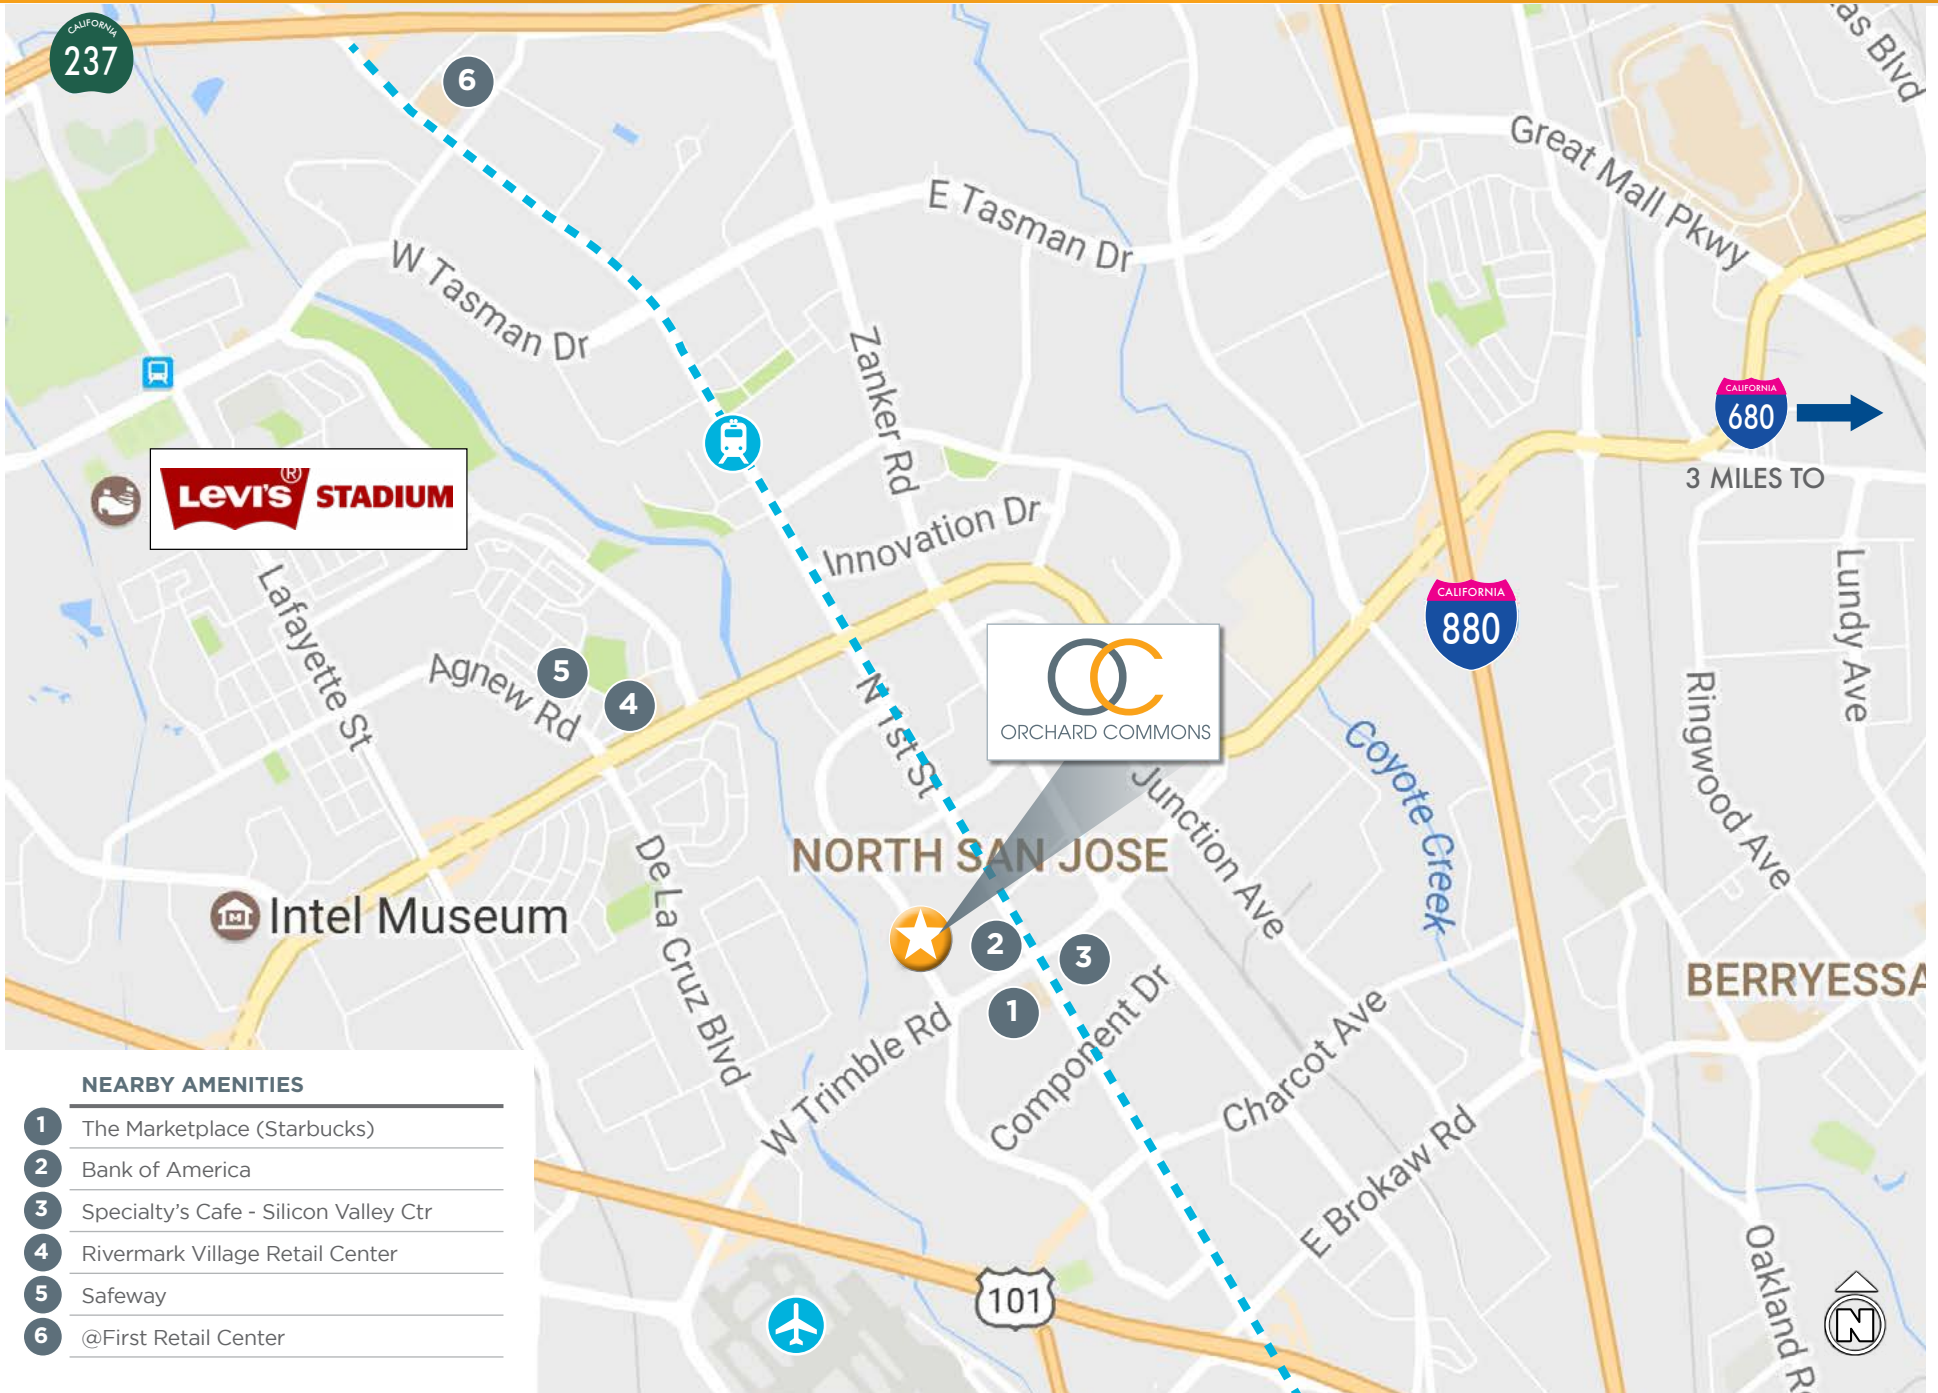 CALIFORNIA
237
6
as Blvd
Great Mall Pkwy
E Tasman Dr
W Tasman Dr
Zanker Rd
CALIFORNIA
680
3 MILES TO
LEVI'S® STADIUM
Innovation Dr
Lafayette St
CALIFORNIA
880
Lundy Ave
Agnew Rd
5
4
N 1st St
OC
ORCHARD COMMONS
Ringwood Ave
Coyote Creek
Junction Ave
NORTH SAN JOSE
De La Cruz Blvd
Intel Museum
2
3
1
BERRYESSA
W Trimble Rd
Component Dr
Charcot Ave
E Brokaw Rd
Oakland R
101
N
NEARBY AMENITIES
1 The Marketplace (Starbucks)
2 Bank of America
3 Specialty's Cafe - Silicon Valley Ctr
4 Rivermark Village Retail Center
5 Safeway
6 @First Retail Center